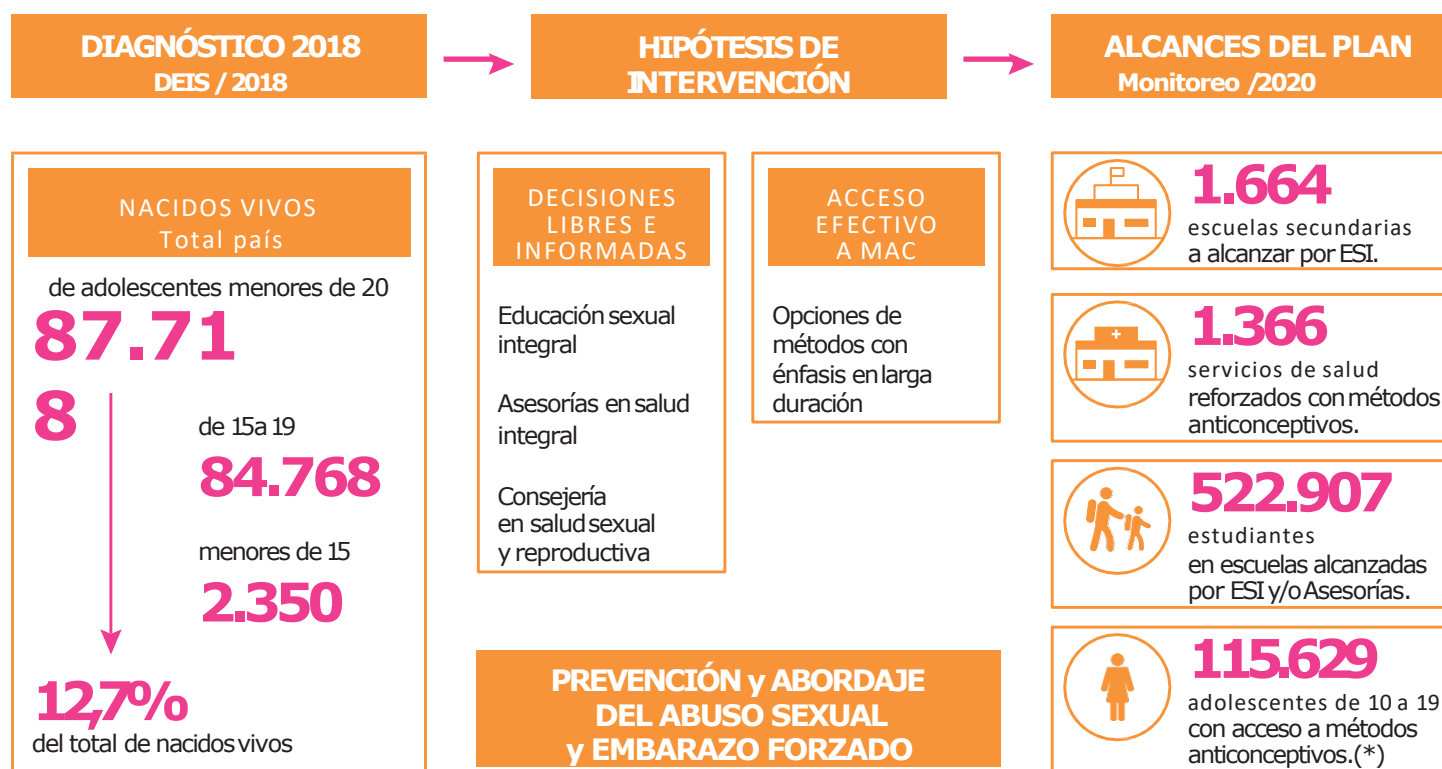 DIAGNÓSTICO 2018
DEIS / 2018
HIPÓTESIS DE
INTERVENCIÓN
ALCANCES DEL PLAN
Monitoreo /2020
NACIDOS VIVOS
Total país
de adolescentes menores de 20
87.71
8
de 15a 19
84.768
menores de 15
2.350
12,7%
del total de nacidos vivos
DECISIONES
LIBRES E
INFORMADAS
Educación sexual
integral
Asesorías en salud
integral
Consejería
en salud sexual
y reproductiva
ACCESO
EFECTIVO
A MAC
Opciones de
métodos con
énfasis en larga
duración
PREVENCIÓN y ABORDAJE
DEL ABUSO SEXUAL
y EMBARAZO FORZADO
1.664
escuelas secundarias
a alcanzar por ESI.
1.366
servicios de salud
reforzados con métodos
anticonceptivos.
522.907
estudiantes
en escuelas alcanzadas
por ESI y/o Asesorías.
115.629
adolescentes de 10 a 19
con acceso a métodos
anticonceptivos.(*)